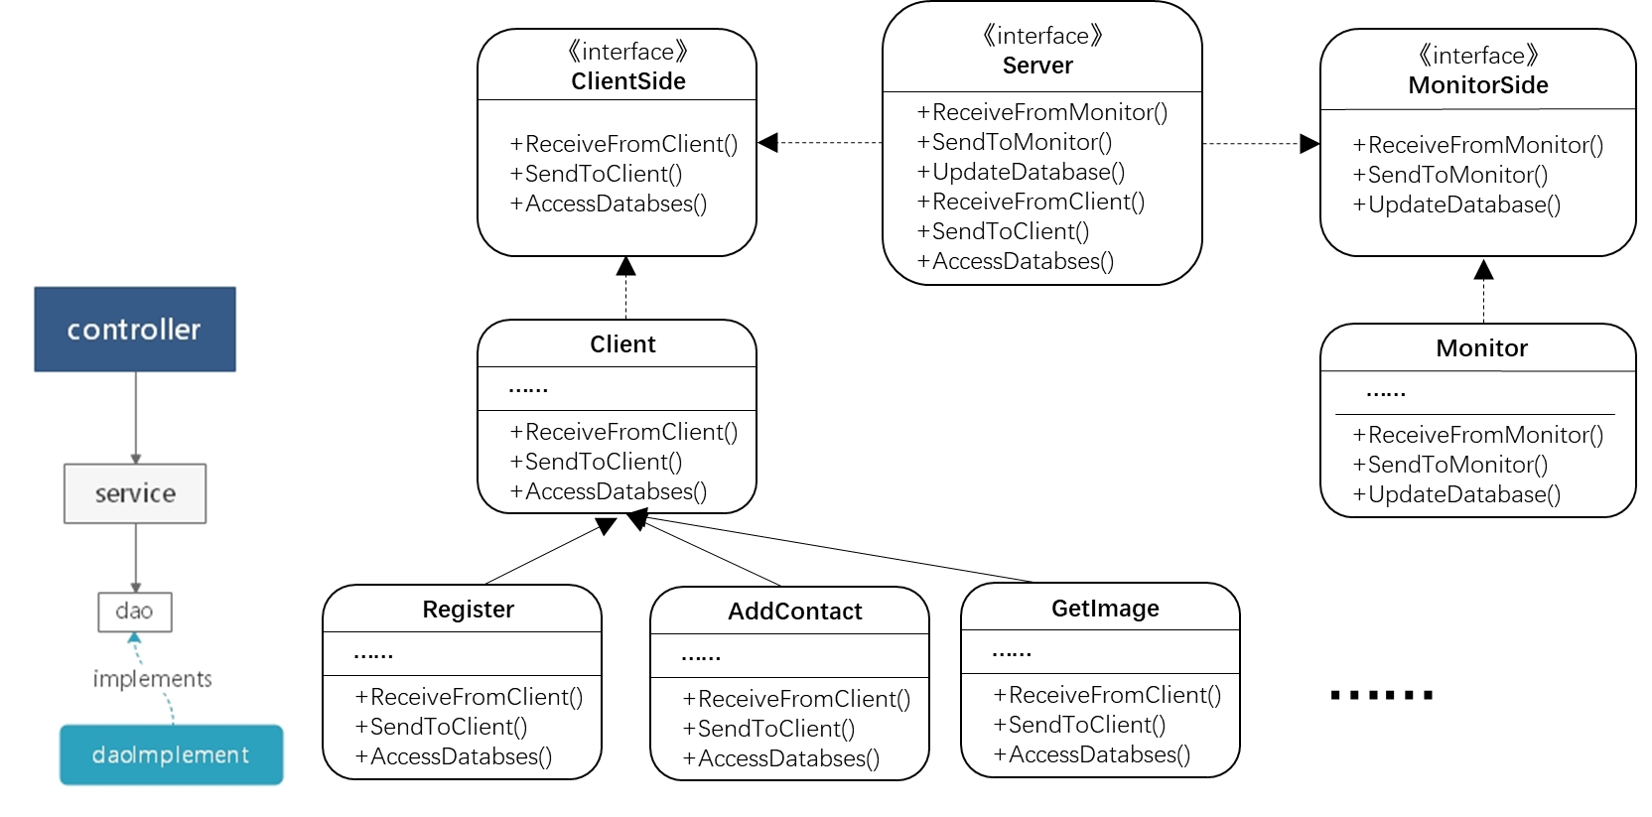 controller
service
dao
implements
daoImplement
《interface》
ClientSide
+ReceiveFromClient()
+SendToClient()
+AccessDatabses()
《interface》
Server
+ReceiveFromMonitor()
+SendToMonitor()
+UpdateDatabase()
+ReceiveFromClient()
+SendToClient()
+AccessDatabses()
《interface》
MonitorSide
+ReceiveFromMonitor()
+SendToMonitor()
+UpdateDatabase()
Client
......
+ReceiveFromClient()
+SendToClient()
+AccessDatabses()
Monitor
......
+ReceiveFromMonitor()
+SendToMonitor()
+UpdateDatabase()
Register
......
+ReceiveFromClient()
+SendToClient()
+AccessDatabses()
AddContact
......
+ReceiveFromClient()
+SendToClient()
+AccessDatabses()
GetImage
......
+ReceiveFromClient()
+SendToClient()
+AccessDatabses()
......